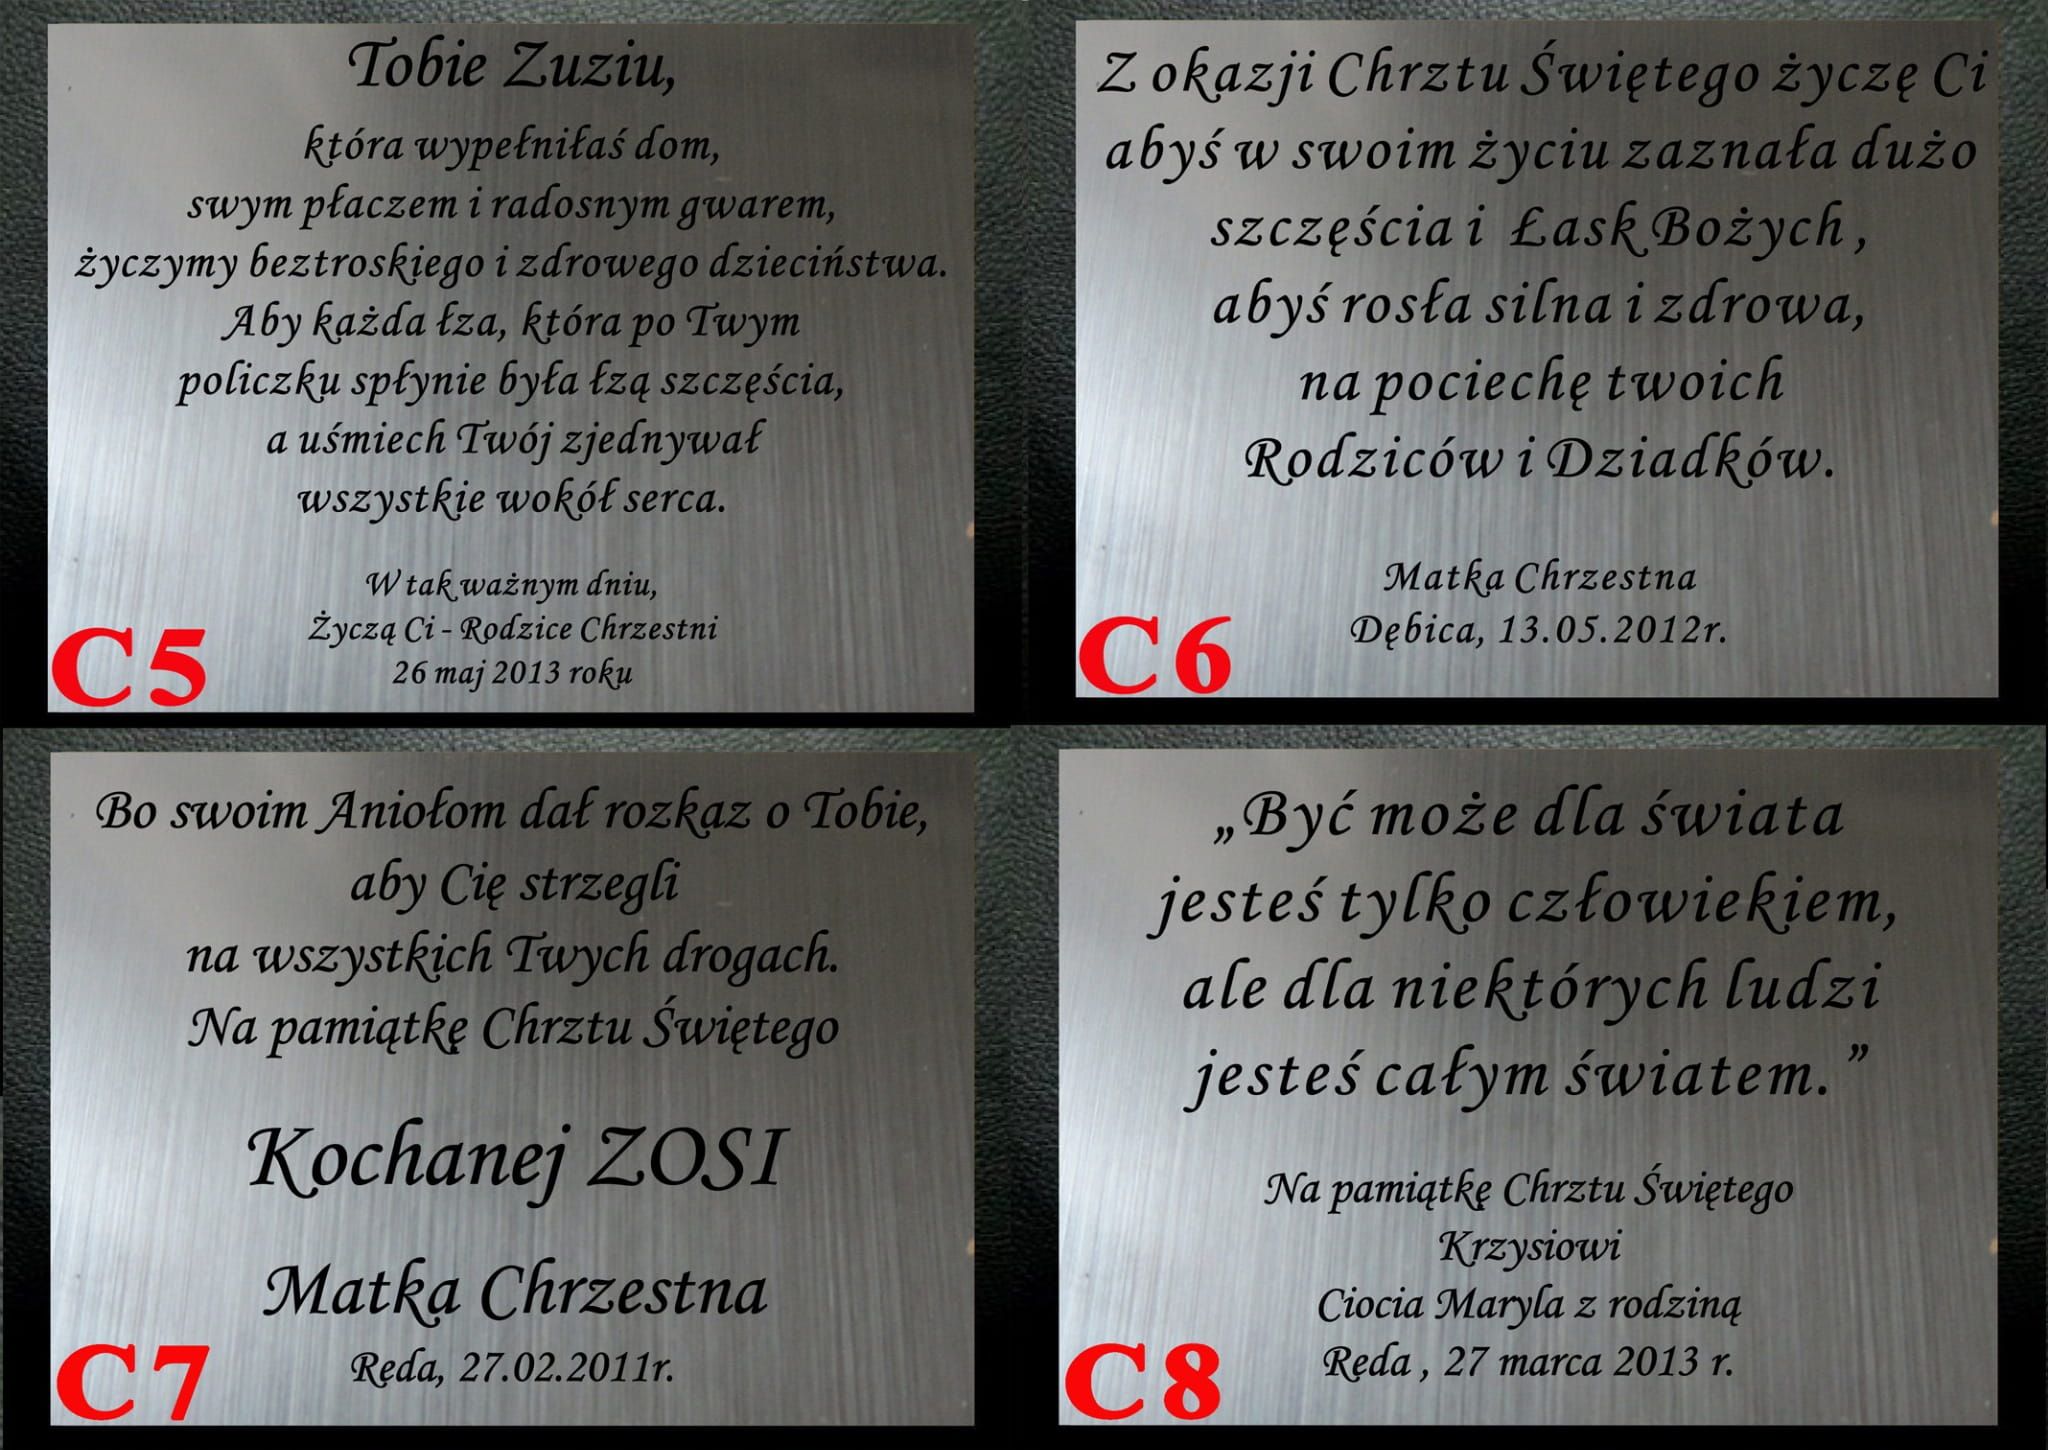 Tobie Zuziu,
która wypełniłaś dom,
swym płaczem i radosnym gwarem,
życzymy beztroskiego i zdrowego dzieciństwa.
Aby każda łza, która po Twym
policzku spłynie była łzą szczęścia,
a uśmiech Twój zjednywał
wszystkie wokół serca.
W tak ważnym dniu,
Życzą Ci - Rodzice Chrzestni
26 maj 2013 roku
C5
Z okazji Chrztu Świętego życzę Ci
abyś w swoim życiu zaznała dużo
szczęścia i Łask Bożych ,
abyś rosła silna i zdrowa,
na pociechę twoich
Rodziców i Dziadków.
Matka Chrzestna
Dębica, 13.05.2012r.
C6
Bo swoim Aniołom dał rozkaz o Tobie,
aby Cię strzegli
na wszystkich Twych drogach.
Na pamiątkę Chrztu Świętego
Kochanej ZOSI
Matka Chrzestna
Reda, 27.02.2011r.
C7
„Być może dla świata
jesteś tylko człowiekiem,
ale dla niektórych ludzi
jesteś całym światem. ”
Na pamiątkę Chrztu Świętego
Krzysiowi
Ciocia Maryla z rodziną
Reda , 27 marca 2013 r.
C8